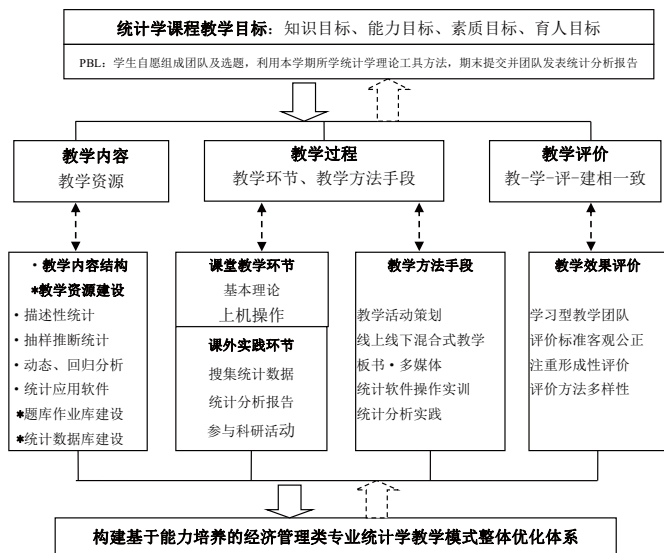 统计学课程教学目标：知识目标、能力目标、素质目标、育人目标
PBL：学生自愿组成团队及选题，利用本学期所学统计学理论工具方法，期末提交并团队发表统计分析报告
教学内容
教学资源
教学过程
教学环节、教学方法手段
教学评价
教-学-评-建相一致
·教学内容结构
*教学资源建设
·描述性统计
·抽样推断统计
·动态、回归分析
·统计应用软件
*题库作业库建设
*统计数据库建设
课堂教学环节
基本理论
上机操作
课外实践环节
搜集统计数据
统计分析报告
参与科研活动
教学方法手段
教学活动策划
线上线下混合式教学
板书·多媒体
统计软件操作实训
统计分析实践
教学效果评价
学习型教学团队
评价标准客观公正
注重形成性评价
评价方法多样性
构建基于能力培养的经济管理类专业统计学教学模式整体优化体系